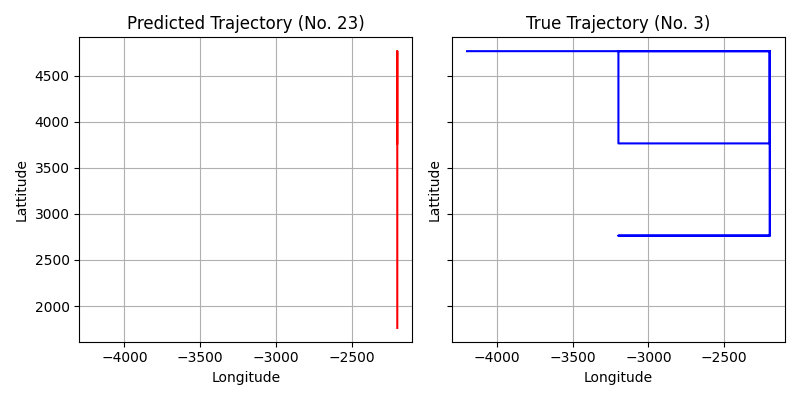 Predicted Trajectory (No. 23)
True Trajectory (No. 3)
Lattitude
4500
4000
3500
3000
2500
2000
−4000
−3500
−3000
−2500
Longitude
Lattitude
−4000
−3500
−3000
−2500
Longitude